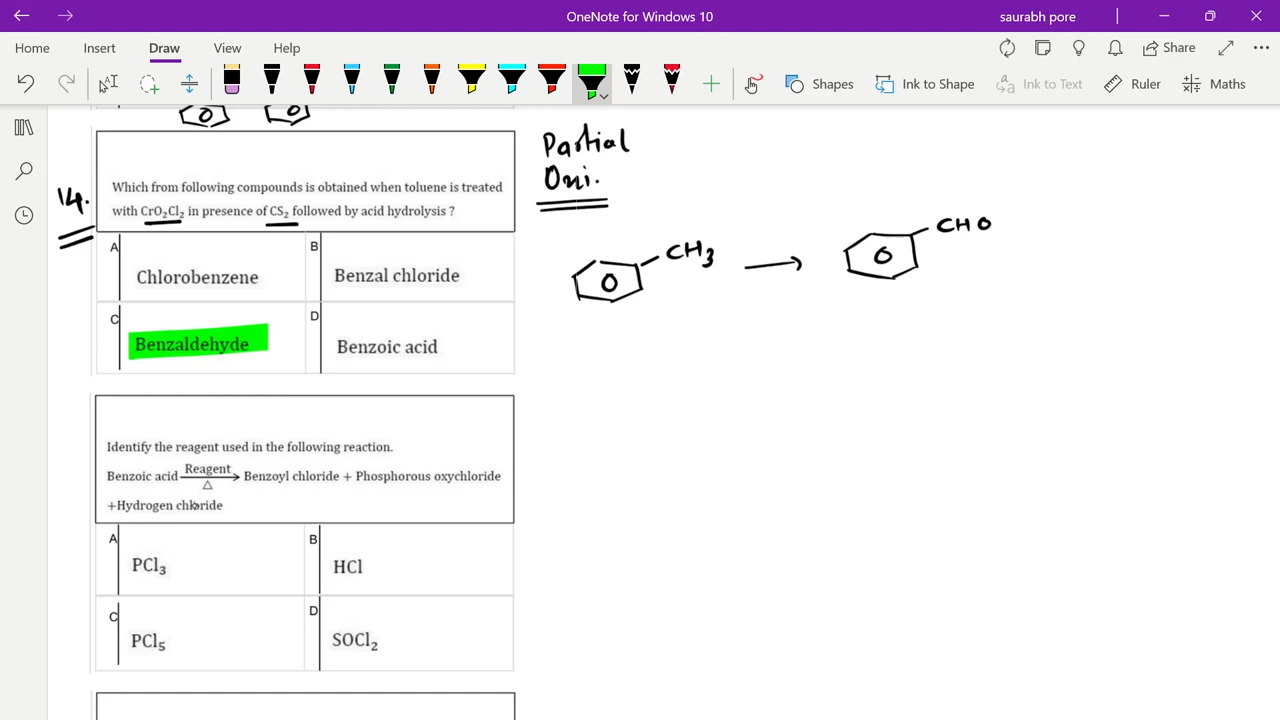 OneNote for Windows 10
saurabh pore
Home
Insert
Draw
View
Help
Share
Shapes
Ink to Shape
Ink to Text
Ruler
Maths
Partial
Oxi.
14.
Which from following compounds is obtained when toluene is treated
with CrO₂Cl₂ in presence of CS₂ followed by acid hydrolysis ?
A
Chlorobenzene
B
Benzal chloride
C
Benzaldehyde
D
Benzoic acid
CH₃
CHO
Identify the reagent used in the following reaction.
Benzoic acid Reagent △ → Benzoyl chloride + Phosphorous oxychloride
+Hydrogen chloride
A
PCl₃
B
HCl
C
PCl₅
D
SOCl₂